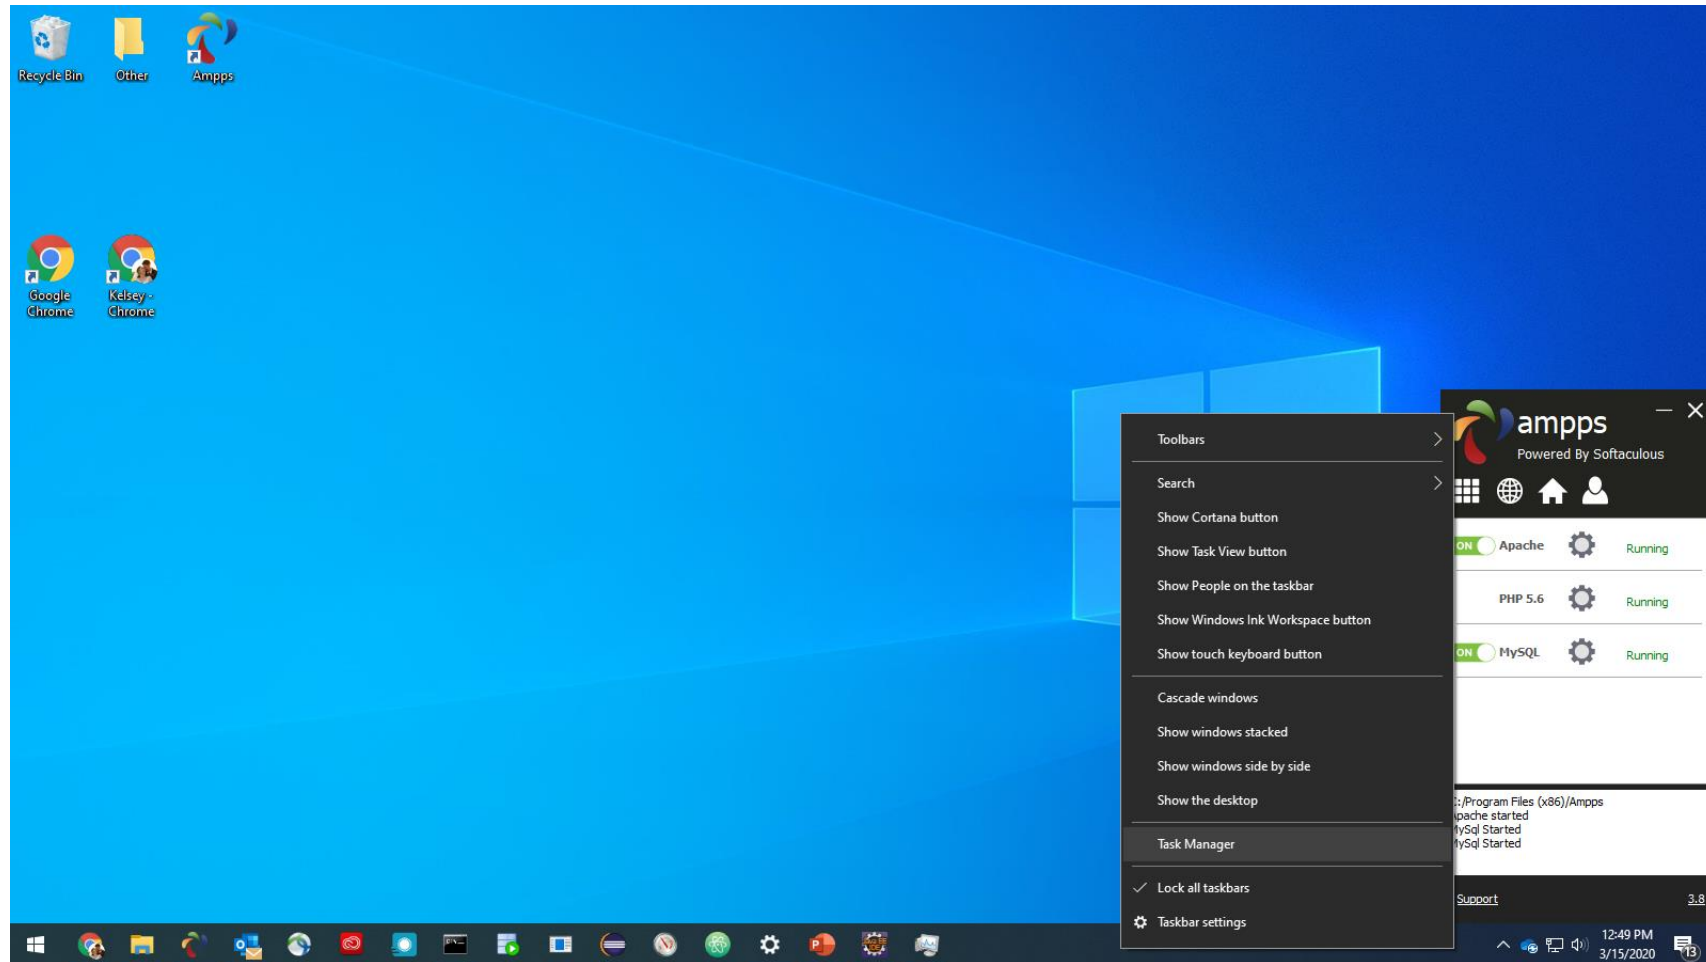 Recycle Bin
Other
Ampps
Google
Chrome
Kelsey -
Chrome
Toolbars
Search
Show Cortana button
Show Task View button
Show People on the taskbar
Show Windows Ink Workspace button
Show touch keyboard button
Cascade windows
Show windows stacked
Show windows side by side
Show the desktop
Task Manager
Lock all taskbars
Taskbar settings
ampps
Powered By Softaculous
ON Apache Running
PHP 5.6 Running
ON MySQL Running
:/Program Files (x86)/Ampps
pache started
ySql Started
ySql Started
Support 3.8
12:49 PM
3/15/2020
13